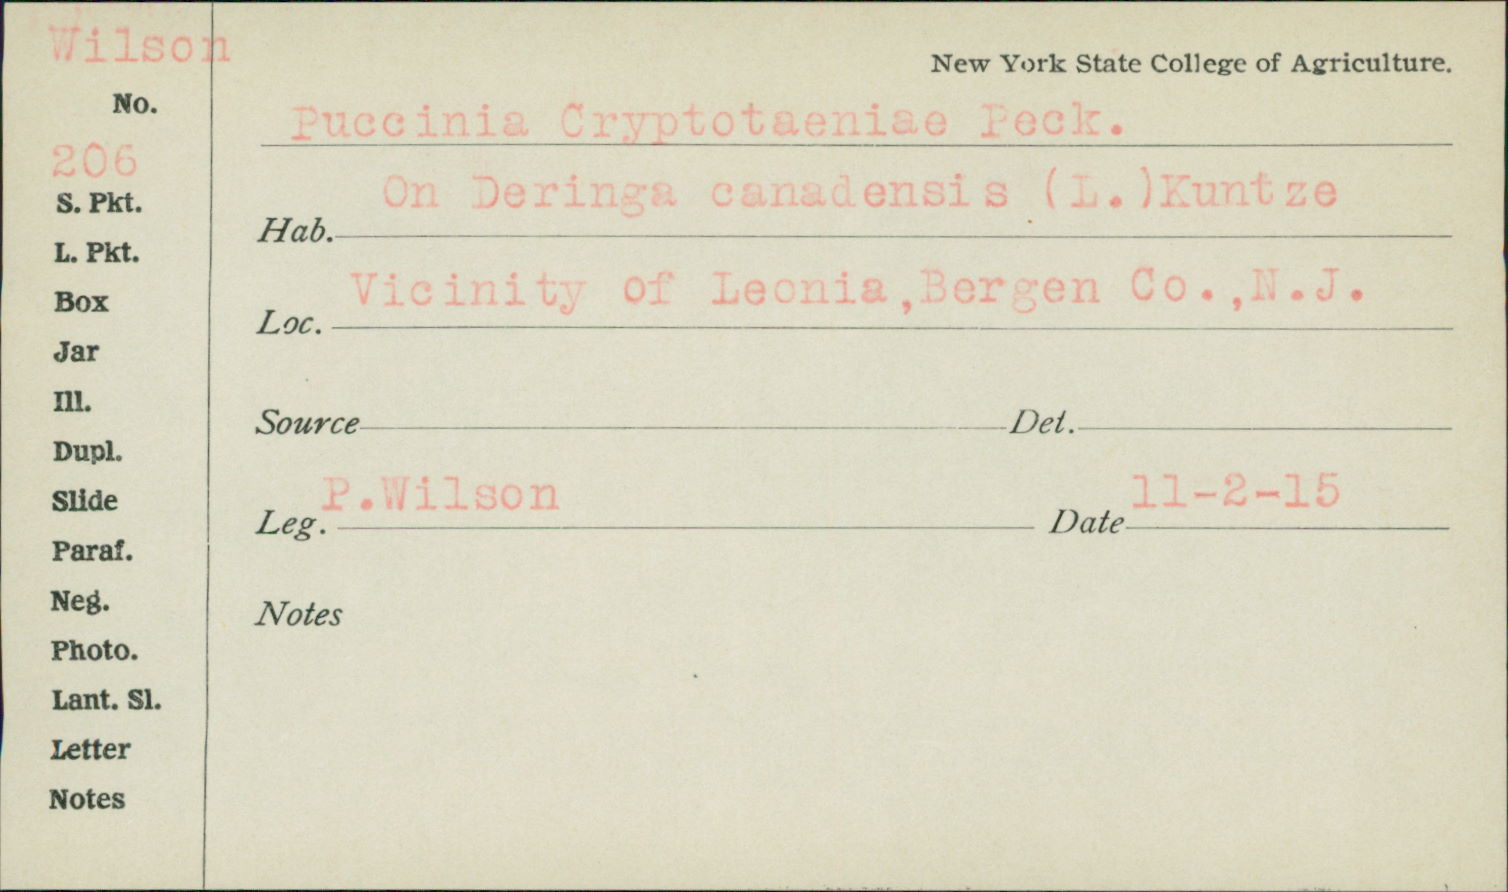 Wilson
New York State College of Agriculture.
No.
206
Puccinia Cryptotaeniae Peck.
Hab. On Deringa canadensis (L.)Kuntze
Loc. Vicinity of Leonia,Bergen Co.,N.J.
Source Det.
Leg. P.Wilson Date 11-2-15
Notes
S. Pkt.
L. Pkt.
Box
Jar
Ill.
Dupl.
Slide
Paraf.
Neg.
Photo.
Lant. Sl.
Letter
Notes